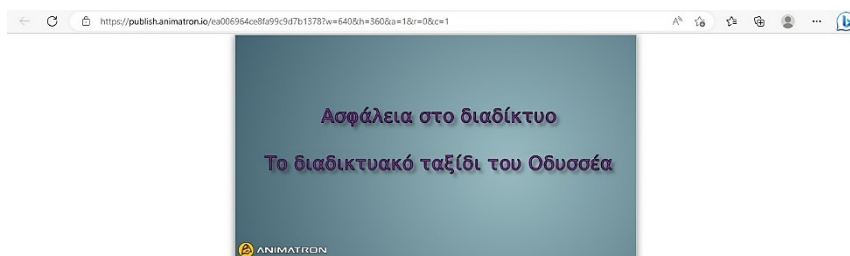 https://publish.animatron.io/ea006964ce8fa99c9d7b1378?w=640&h=360&a=1&r=0&c=1
Ασφάλεια στο διαδίκτυο
Το διαδικτυακό ταξίδι του Οδυσσέα
ANIMATRON